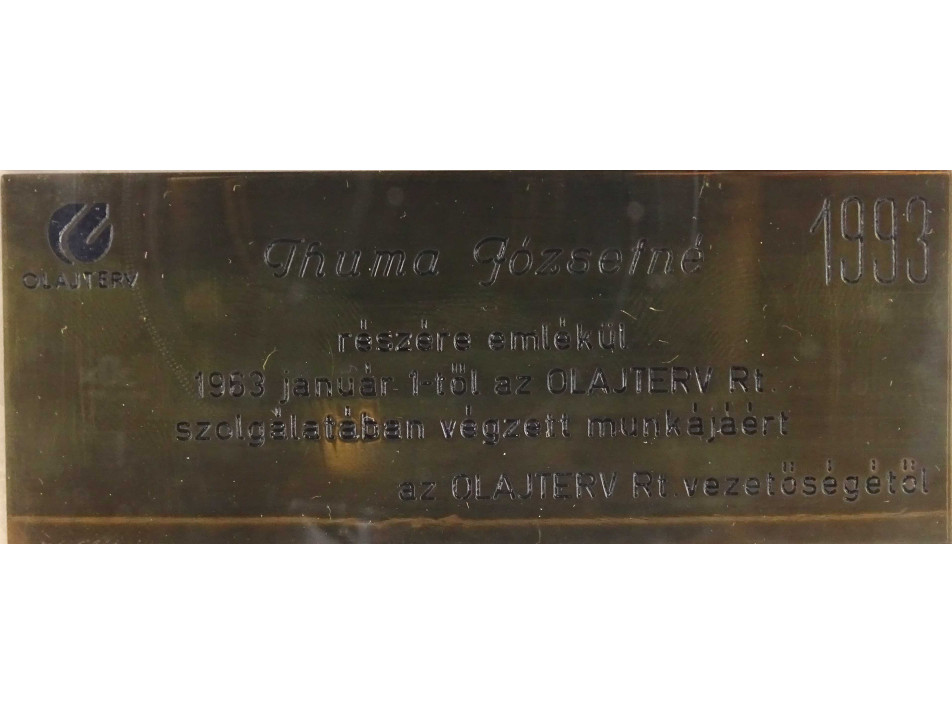 OLAJTERV
Thuma Józsefné
1993
részére emlékül
1963 január 1-től az OLAJTERV Rt.
szolgálatában végzett munkájáért
az OLAJTERV Rt. vezetőségétől